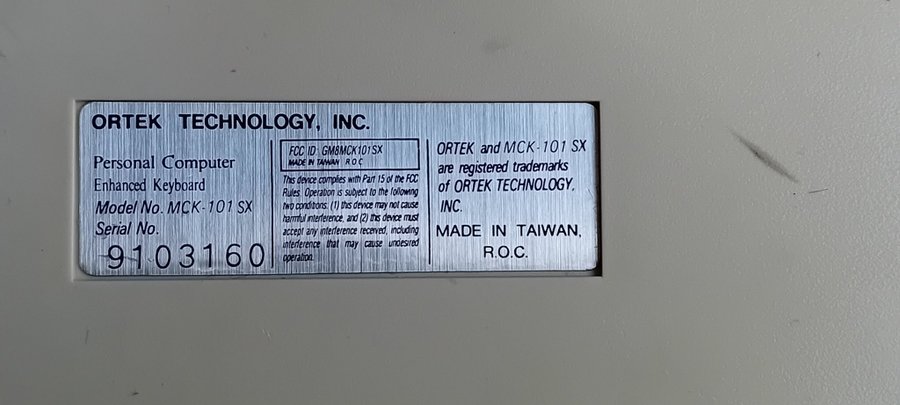 ORTEK TECHNOLOGY, INC.
Personal Computer
Enhanced Keyboard
Model No. MCK-101 SX
Serial No.
9103160
FCC ID: GM8MCK101SX
MADE IN TAIWAN R.O.C
This device complies with Part 15 of the FCC
Rules. Operation is subject to the following
two conditions: (1) this device may not cause
harmful interference, and (2) this device must
accept any interference received, including
interference that may cause undesired
operation.
ORTEK and MCK-101 SX
are registered trademarks
of ORTEK TECHNOLOGY,
INC.
MADE IN TAIWAN,
R.O.C.